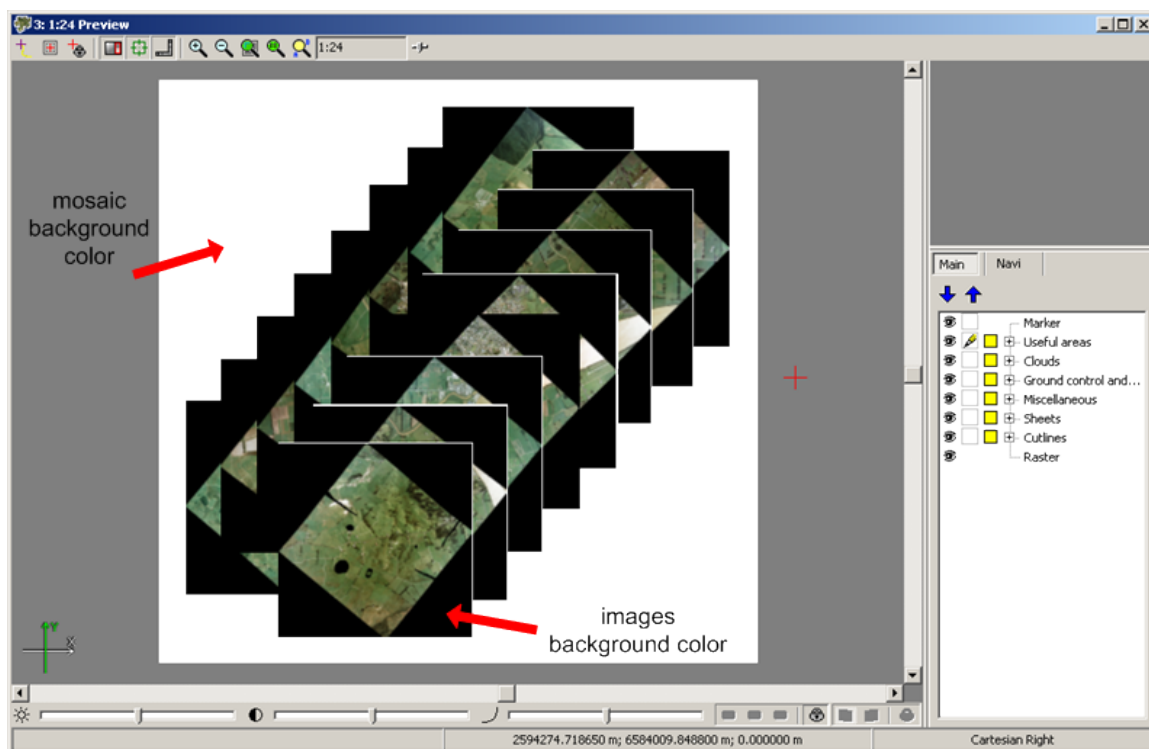 3: 1:24 Preview
1:24
mosaic
background
color
images
background color
Main
Navi
Marker
Useful areas
Clouds
Ground control and...
Miscellaneous
Sheets
Cutlines
Raster
Y
X
2594274.718650 m; 6584009.848800 m; 0.000000 m
Cartesian Right